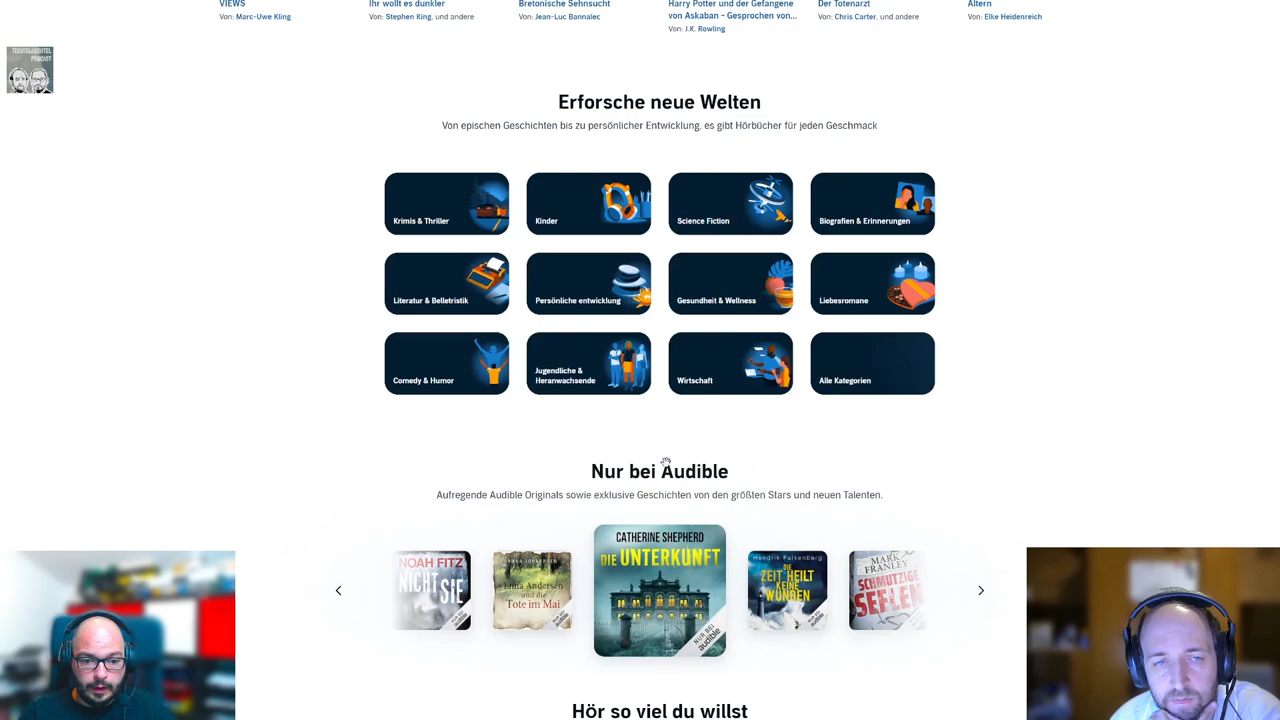 VIEWS
Von: Marc-Uwe Kling
Ihr wollt es dunkler
Von: Stephen King, und andere
Bretonische Sehnsucht
Von: Jean-Luc Bannalec
Harry Potter und der Gefangene
von Askaban - Gesprochen von...
Von: J.K. Rowling
Der Totenarzt
Von: Chris Carter, und andere
Altern
Von: Elke Heidenreich
TECHTELMECHTEL
PODCAST
Erforsche neue Welten
Von epischen Geschichten bis zu persönlicher Entwicklung, es gibt Hörbücher für jeden Geschmack
Krimis & Thriller
Kinder
Science Fiction
Biografien & Erinnerungen
Literatur & Belletristik
Persönliche entwicklung
Gesundheit & Wellness
Liebesromane
Comedy & Humor
Jugendliche &
Heranwachsende
Wirtschaft
Alle Kategorien
Nur bei Audible
Aufregende Audible Originals sowie exklusive Geschichten von den größten Stars und neuen Talenten.
NOAH FITZ
NICHT SIE
Enna Andersen
und die
Tote im Mai
CATHERINE SHEPHERD
DIE UNTERKUNFT
NUR BEI
audible
Hendrik Falkenberg
DIE
ZEIT HEILT
KEINE
WUNDEN
MARK
FRANLEY
SCHMUTZIGE
SEELEN
Hör so viel du willst